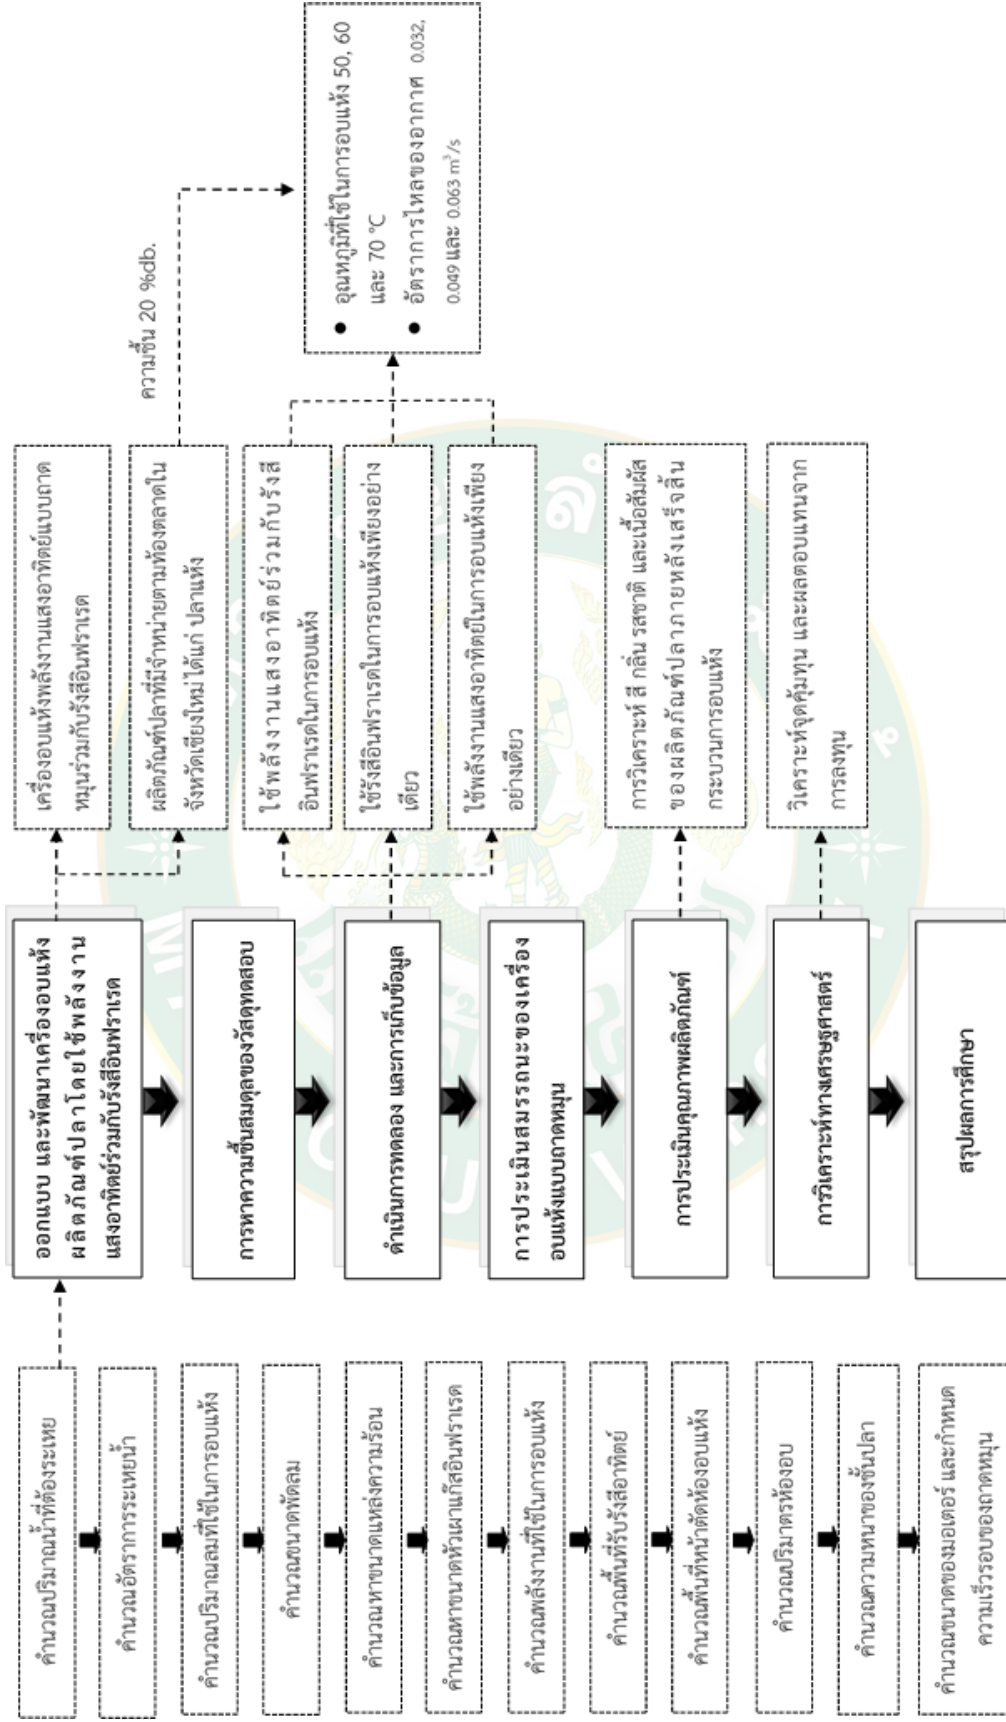 คำนวณปริมาณน้ำที่ต้องระเหย
คำนวณอัตราการระเหยน้ำ
คำนวณปริมาณลมที่ใช้ในการอบแห้ง
คำนวณขนาดพัดลม
คำนวณหาขนาดแหล่งความร้อน
คำนวณหาขนาดหัวเผาแก๊สอินฟราเรด
คำนวณพลังงานที่ใช้ในการอบแห้ง
คำนวณพื้นที่รับรังสีอาทิตย์
คำนวณพื้นที่หน้าตัดห้องอบแห้ง
คำนวณปริมาตรห้องอบ
คำนวณความหนาของชิ้นปลา
คำนวณขนาดของมอเตอร์ และกำหนด
ความเร็วรอบของถาดหมุน
ออกแบบ และพัฒนาเครื่องอบแห้ง
ผลิตภัณฑ์ปลาโดยใช้พลังงาน
แสงอาทิตย์ร่วมกับรังสีอินฟราเรด
การหาความชื้นสมดุลของวัสดุทดสอบ
ดำเนินการทดลอง และการเก็บข้อมูล
การประเมินสมรรถนะของเครื่อง
อบแห้งแบบถาดหมุน
การประเมินคุณภาพผลิตภัณฑ์
การวิเคราะห์ทางเศรษฐศาสตร์
สรุปผลการศึกษา
เครื่องอบแห้งพลังงานแสงอาทิตย์แบบถาด
หมุนร่วมกับรังสีอินฟราเรด
ผลิตภัณฑ์ปลาที่มีจำหน่ายตามท้องตลาดใน
จังหวัดเชียงใหม่ ได้แก่ ปลาแห้ง
ใช้พลังงานแสงอาทิตย์ร่วมกับรังสี
อินฟราเรดในการอบแห้ง
ใช้รังสีอินฟราเรดในการอบแห้งเพียงอย่าง
เดียว
ใช้พลังงานแสงอาทิตย์ในการอบแห้งเพียง
อย่างเดียว
การวิเคราะห์ สี กลิ่น รสชาติ และเนื้อสัมผัส
ของผลิตภัณฑ์ปลาภายหลังเสร็จสิ้น
กระบวนการอบแห้ง
วิเคราะห์จุดคุ้มทุน และผลตอบแทนจาก
การลงทุน
ความชื้น 20 %db.
● อุณหภูมิที่ใช้ในการอบแห้ง 50, 60
และ 70 °C
● อัตราการไหลของอากาศ 0.032,
0.049 และ 0.063 m³/s